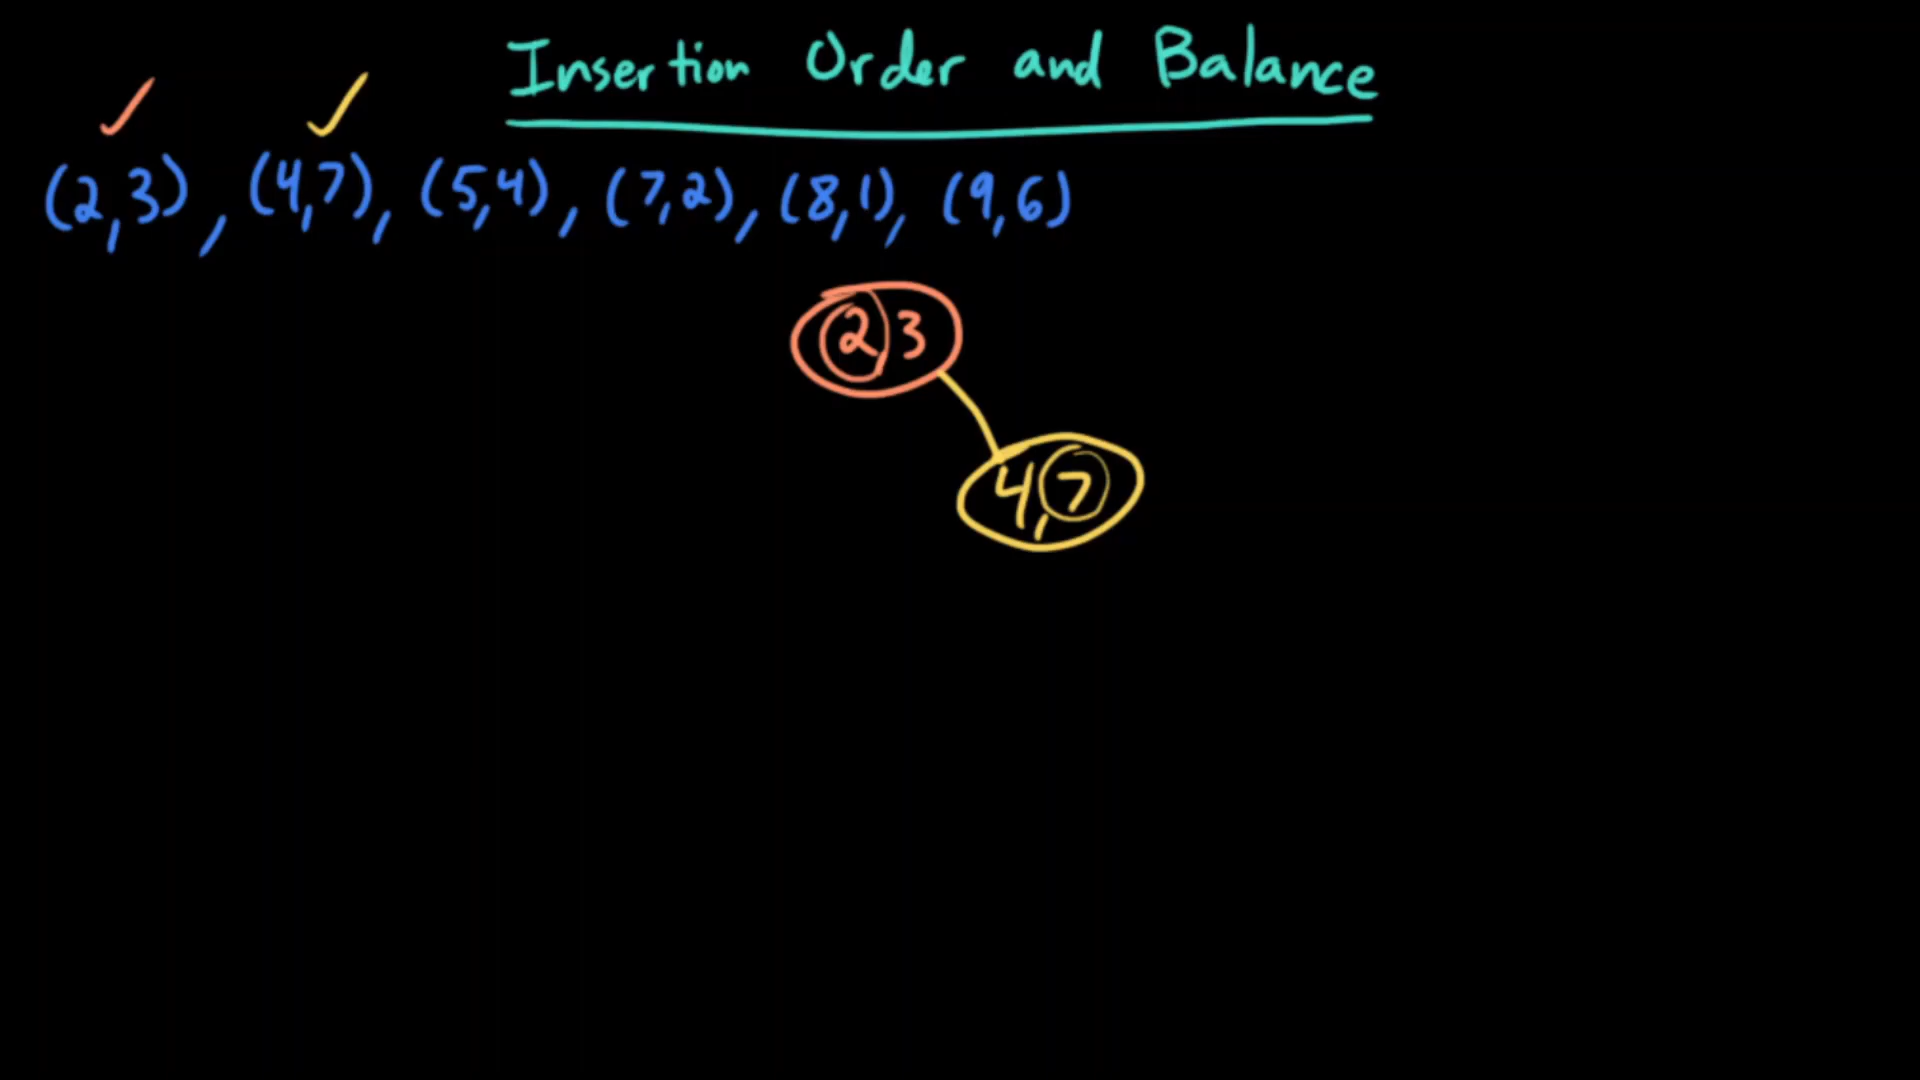 Insertion Order and Balance
(2,3), (4,7), (5,4), (7,2), (8,1), (9,6)
2,3
4,7